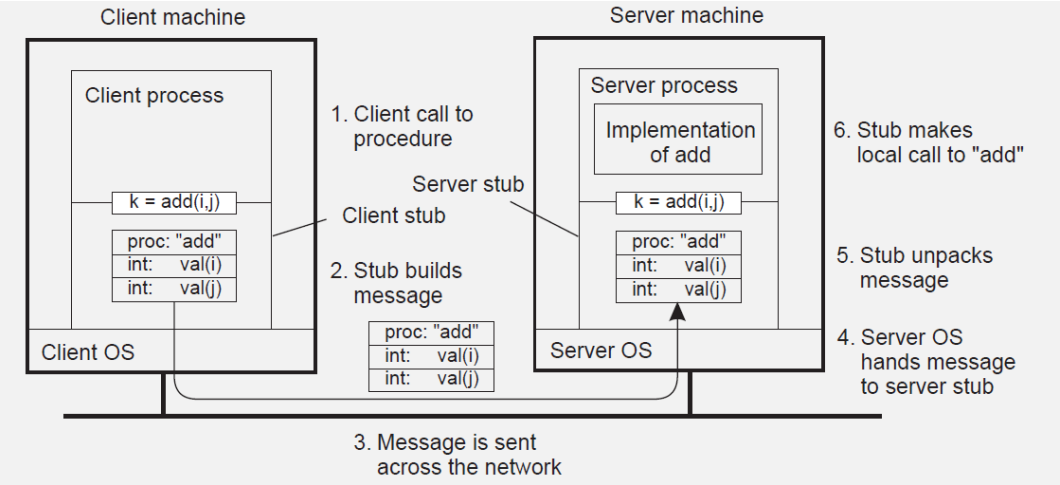 Client machine
Server machine
Client process
1. Client call to
procedure
Server process
Implementation
of add
6. Stub makes
local call to "add"
Server stub
k = add(i,j)
k = add(i,j)
Client stub
proc: "add"
int: val(i)
int: val(j)
2. Stub builds
message
proc: "add"
int: val(i)
int: val(j)
proc: "add"
int: val(i)
int: val(j)
5. Stub unpacks
message
Client OS
Server OS
4. Server OS
hands message
to server stub
3. Message is sent
across the network